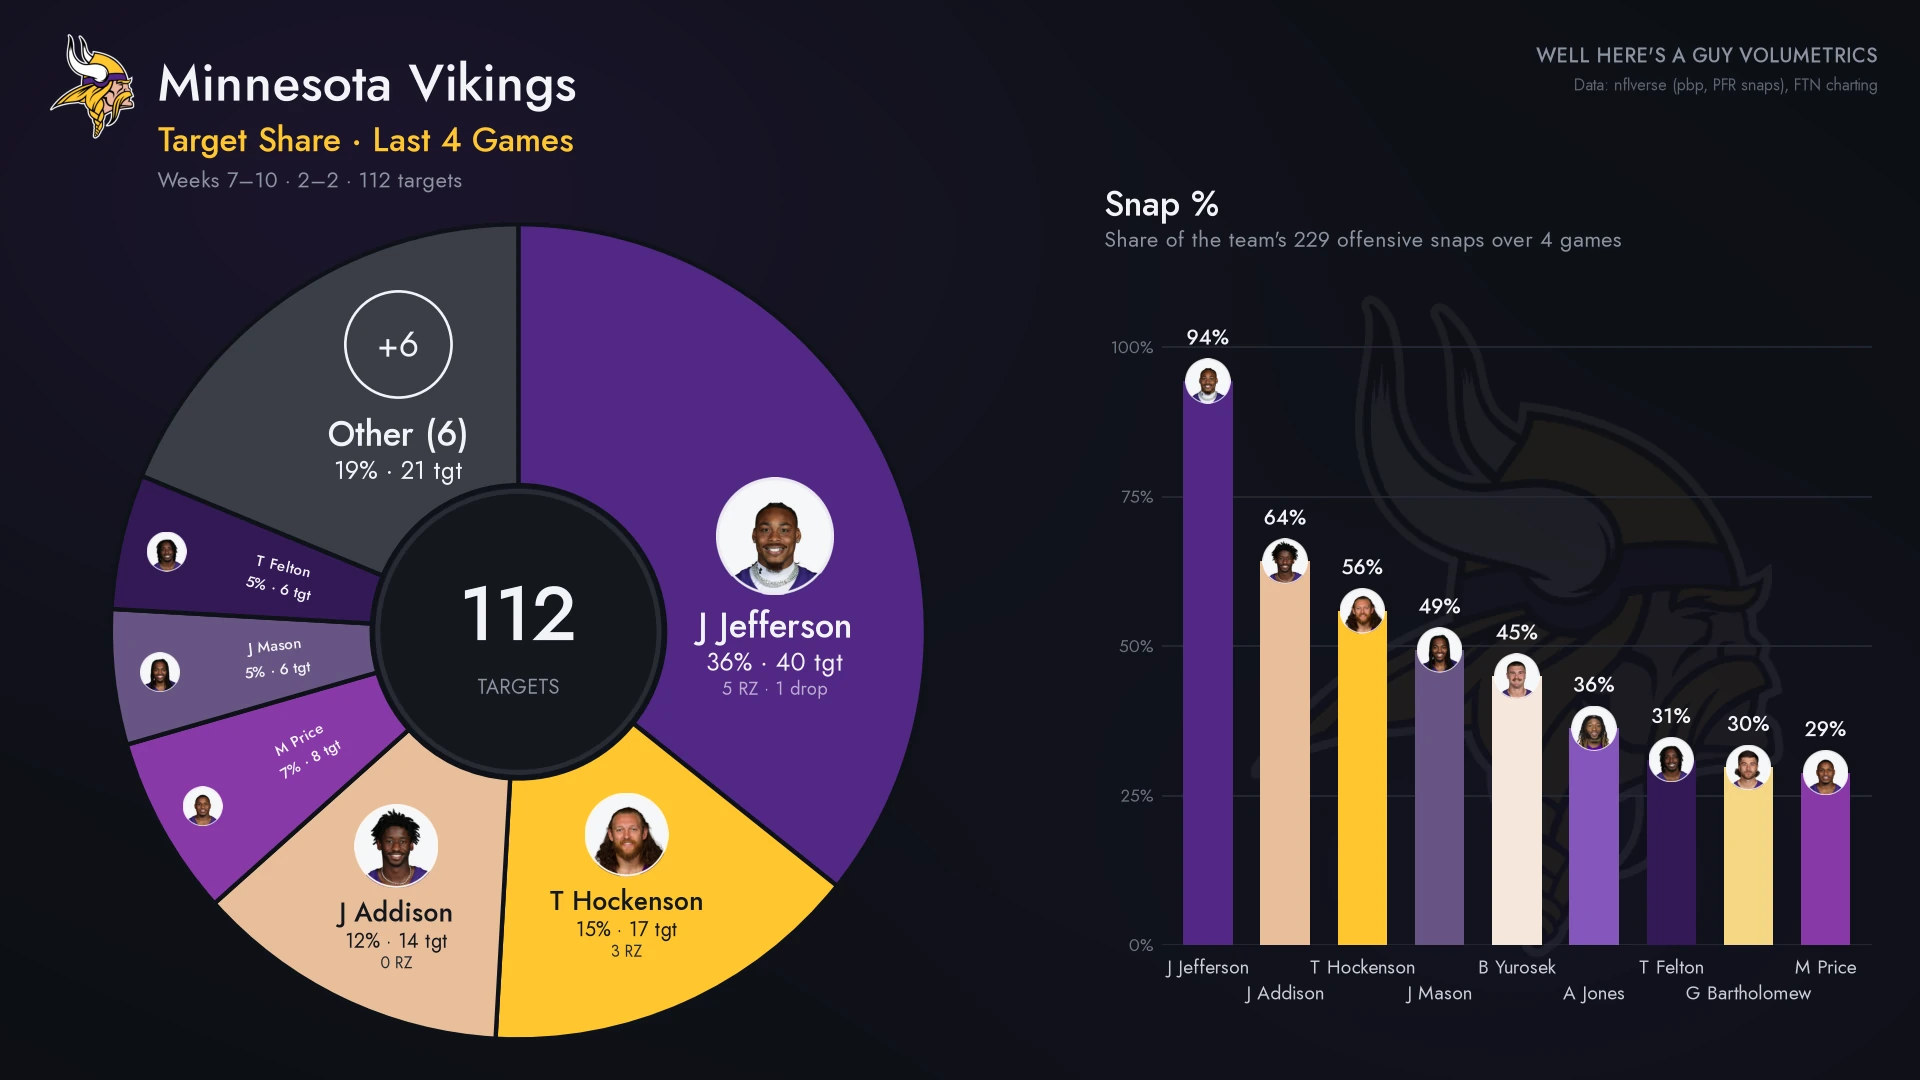 Minnesota Vikings
Target Share · Last 4 Games
Weeks 7–10 · 2–2 · 112 targets
WELL HERE'S A GUY VOLUMETRICS
Data: nflverse (pbp, PFR snaps), FTN charting
+6
Other (6)
19% · 21 tgt
J Jefferson
36% · 40 tgt
5 RZ · 1 drop
T Felton
5% · 6 tgt
J Mason
5% · 6 tgt
M Price
7% · 8 tgt
J Addison
12% · 14 tgt
0 RZ
T Hockenson
15% · 17 tgt
3 RZ
112
TARGETS
Snap %
Share of the team's 229 offensive snaps over 4 games
100%
75%
50%
25%
0%
94%
64%
56%
49%
45%
36%
31%
30%
29%
J Jefferson
J Addison
T Hockenson
J Mason
B Yurosek
A Jones
T Felton
G Bartholomew
M Price